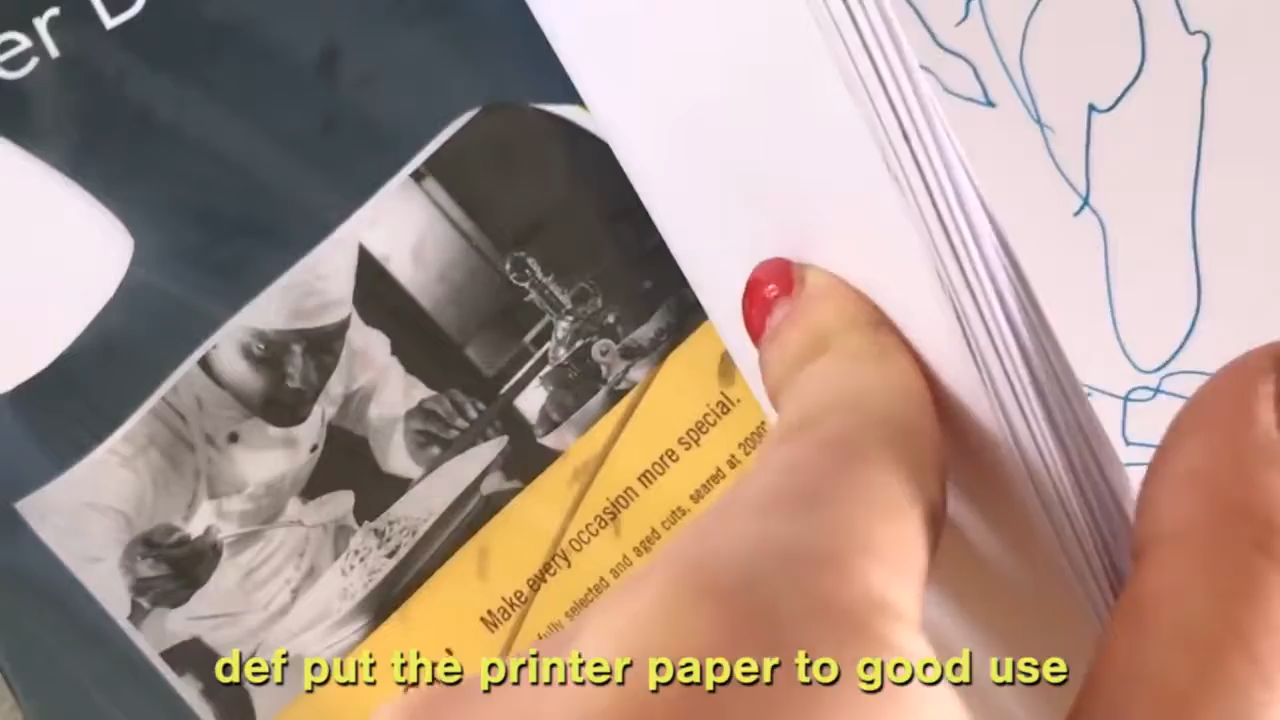 er D
Make every occasion more special.
fully selected and aged cuts, seared at 2000°
def put the printer paper to good use